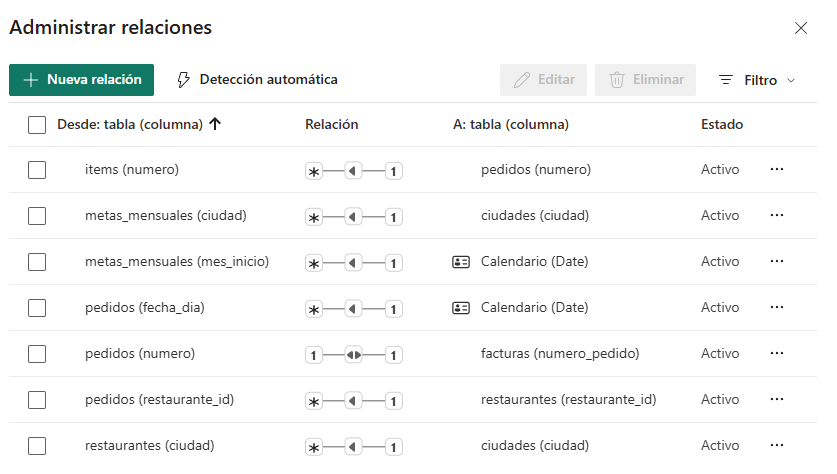 Administrar relaciones
Nueva relación Detección automática Editar Eliminar Filtro
Desde: tabla (columna) Relación A: tabla (columna) Estado
items (numero) * 1 pedidos (numero) Activo
metas_mensuales (ciudad) * 1 ciudades (ciudad) Activo
metas_mensuales (mes_inicio) * 1 Calendario (Date) Activo
pedidos (fecha_dia) * 1 Calendario (Date) Activo
pedidos (numero) 1 1 facturas (numero_pedido) Activo
pedidos (restaurante_id) * 1 restaurantes (restaurante_id) Activo
restaurantes (ciudad) * 1 ciudades (ciudad) Activo